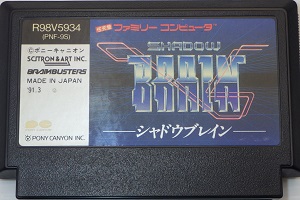 R98V5934
(PNF-9S)
ファミリー コンピュータ
©ポニーキャニオン
SCITRON & ART INC.
BRAINBUSTERS
MADE IN JAPAN
'91.3
SHADOW
BRAIN
シャドウブレイン
© PONY CANYON INC.